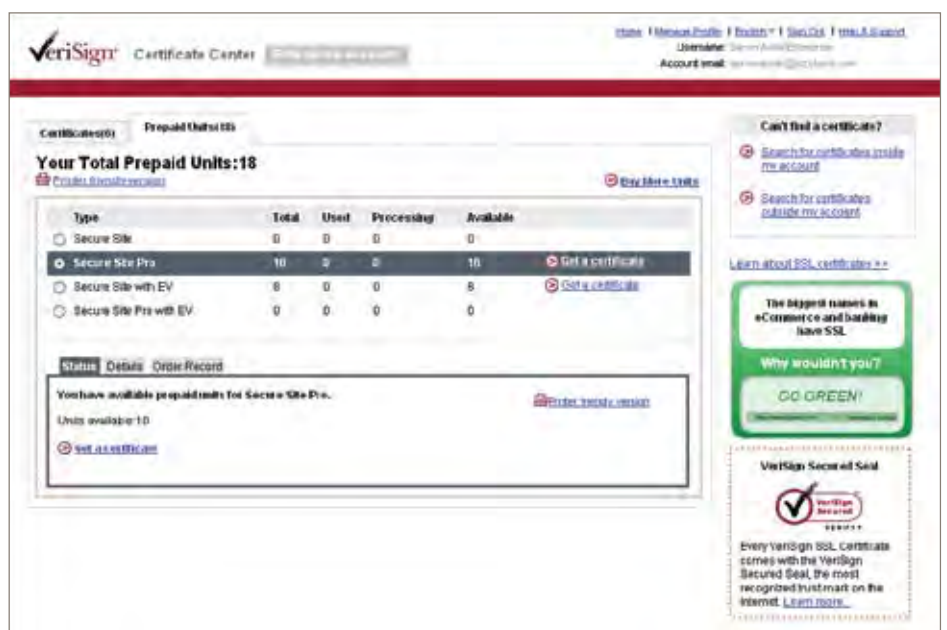 VeriSign Certificate Center
Home | Manage Profile | English | Sign Out | Help & Support
Username:
Account email:
Certificates(0) Prepaid Units(18)
Your Total Prepaid Units:18
Printer friendly version
Buy More Units
Type Total Used Processing Available
Secure Site 0 0 0 0
Secure Site Pro 10 0 0 10 Get a certificate
Secure Site with EV 8 0 0 8 Get a certificate
Secure Site Pro with EV 0 0 0 0
Status Details Order Record
You have available prepaid units for Secure Site Pro.
Printer friendly version
Units available:10
Get a certificate
Can't find a certificate?
Search for certificates inside
my account
Search for certificates
outside my account
Learn about SSL certificates >>
The biggest names in
eCommerce and banking
have SSL
Why wouldn't you?
GO GREEN!
VeriSign Secured Seal
VeriSign
Secured
Every VeriSign SSL Certificate
comes with the VeriSign
Secured Seal, the most
recognized trust mark on the
Internet. Learn more...